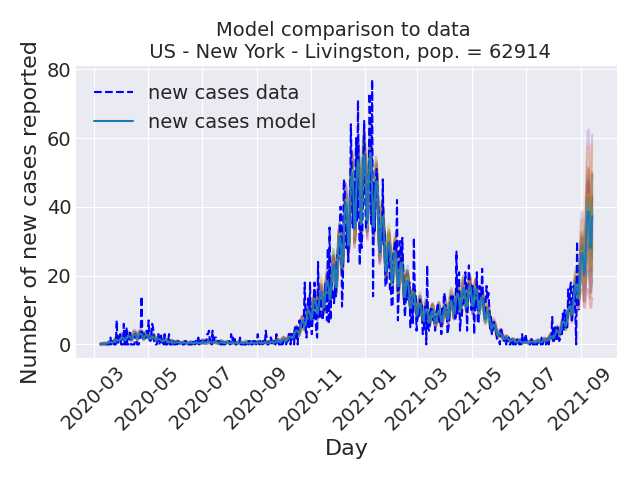 Model comparison to data
US - New York - Livingston, pop. = 62914
Number of new cases reported
80
60
40
20
0
new cases data
new cases model
2020-03
2020-05
2020-07
2020-09
2020-11
2021-01
2021-03
2021-05
2021-07
2021-09
Day